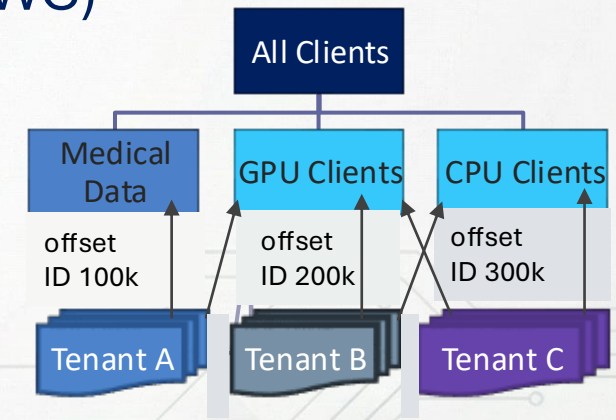 WC)
All Clients
Medical
Data
GPU Clients
CPU Clients
offset
ID 100k
offset
ID 200k
offset
ID 300k
Tenant A
Tenant B
Tenant C